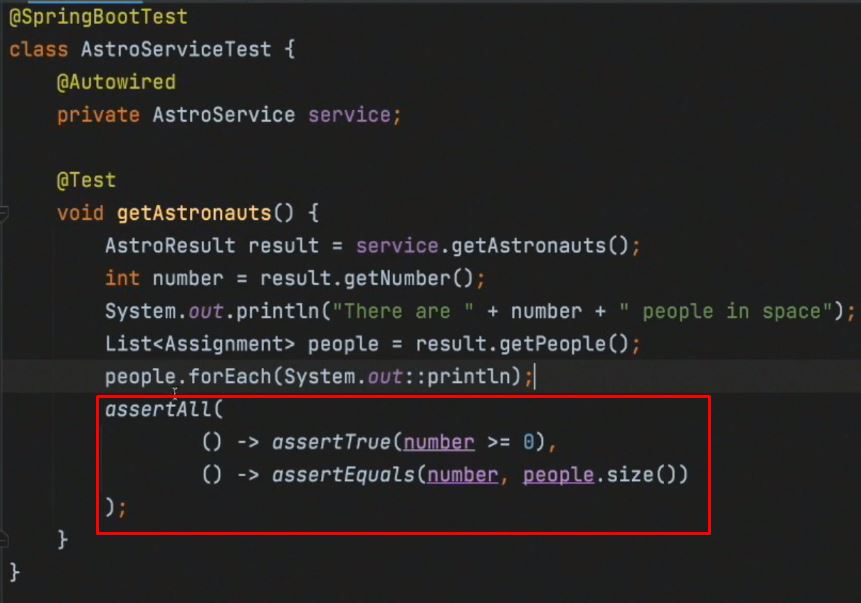 @SpringBootTest
class AstroServiceTest {
    @Autowired
    private AstroService service;

    @Test
    void getAstronauts() {
        AstroResult result = service.getAstronauts();
        int number = result.getNumber();
        System.out.println("There are " + number + " people in space");
        List<Assignment> people = result.getPeople();
        people.forEach(System.out::println);
        assertAll(
                () -> assertTrue(number >= 0),
                () -> assertEquals(number, people.size())
        );
    }
}